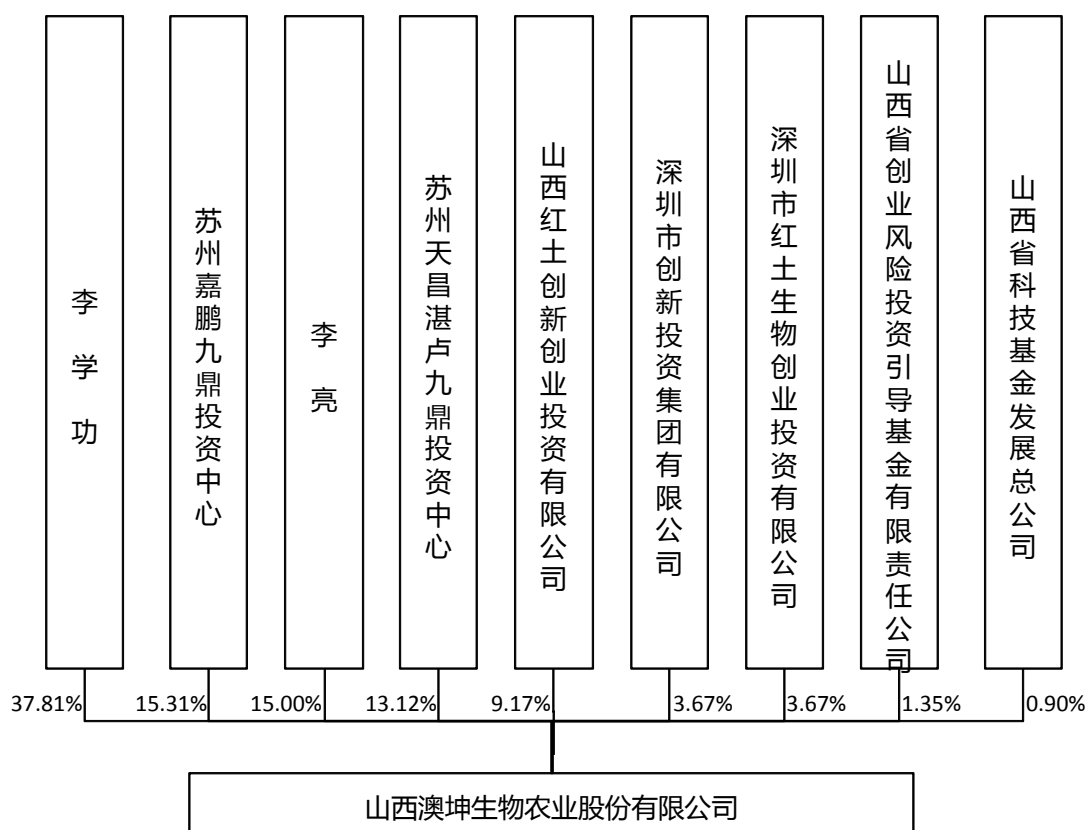 李学功
苏州嘉鹏九鼎投资中心
李亮
苏州天昌湛卢九鼎投资中心
山西红土创新创业投资有限公司
深圳市创新投资集团有限公司
深圳市红土生物创业投资有限公司
山西省创业风险投资引导基金有限责任公司
山西省科技基金发展总公司
37.81%
15.31%
15.00%
13.12%
9.17%
3.67%
3.67%
1.35%
0.90%
山西澳坤生物农业股份有限公司